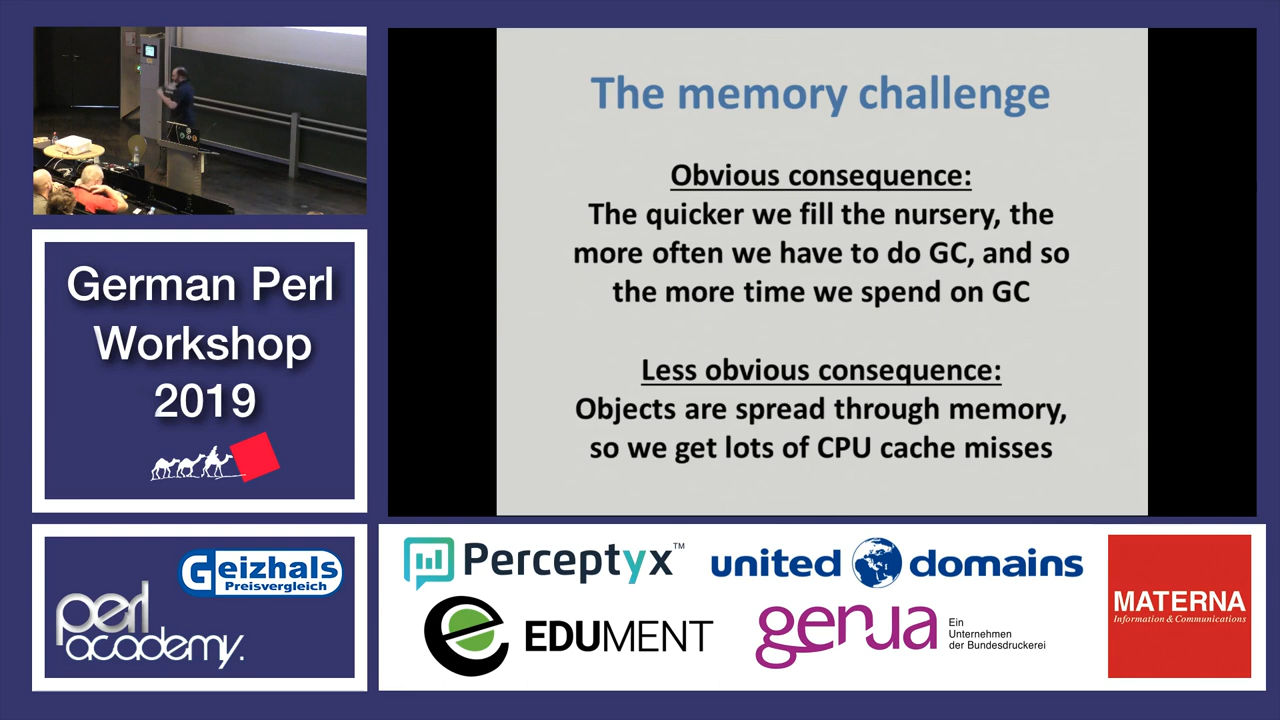 The memory challenge
Obvious consequence:
The quicker we fill the nursery, the
more often we have to do GC, and so
the more time we spend on GC
Less obvious consequence:
Objects are spread through memory,
so we get lots of CPU cache misses
German Perl
Workshop
2019
Geizhals
Preisvergleich
perl
academy.
Perceptyx™
united domains
EDUMENT
genua
Ein
Unternehmen
der Bundesdruckerei
MATERNA
Information & Communications